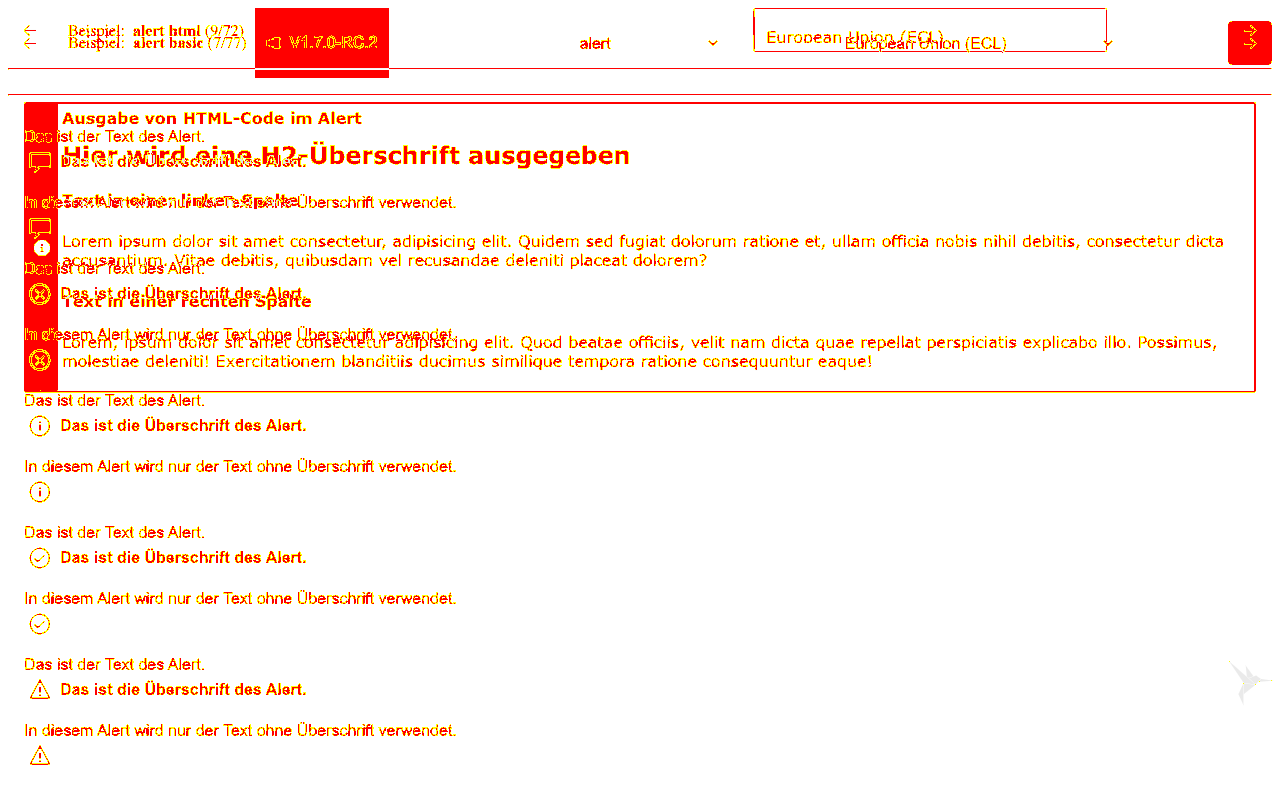 Beispiel: alert html (9/72)
Beispiel: alert basic (7/77)
V1.7.0-RC.2
alert
European Union (ECL)
European Union (ECL)
Ausgabe von HTML-Code im Alert
Das ist der Text des Alert.
Hier wird eine H2-Überschrift ausgegeben
Das ist die Überschrift des Alert.
Text in einer linken Spalte
In diesem Alert wird nur der Text ohne Überschrift verwendet.
Lorem ipsum dolor sit amet consectetur, adipisicing elit. Quidem sed fugiat dolorum ratione et, ullam officia nobis nihil debitis, consectetur dicta
accusantium. Vitae debitis, quibusdam vel recusandae deleniti placeat dolorem?
Das ist der Text des Alert.
Das ist die Überschrift des Alert.
Text in einer rechten Spalte
In diesem Alert wird nur der Text ohne Überschrift verwendet.
Lorem, ipsum dolor sit amet consectetur adipisicing elit. Quod beatae officiis, velit nam dicta quae repellat perspiciatis explicabo illo. Possimus,
molestiae deleniti! Exercitationem blanditiis ducimus similique tempora ratione consequuntur eaque!
Das ist der Text des Alert.
Das ist die Überschrift des Alert.
In diesem Alert wird nur der Text ohne Überschrift verwendet.
Das ist der Text des Alert.
Das ist die Überschrift des Alert.
In diesem Alert wird nur der Text ohne Überschrift verwendet.
Das ist der Text des Alert.
Das ist die Überschrift des Alert.
In diesem Alert wird nur der Text ohne Überschrift verwendet.